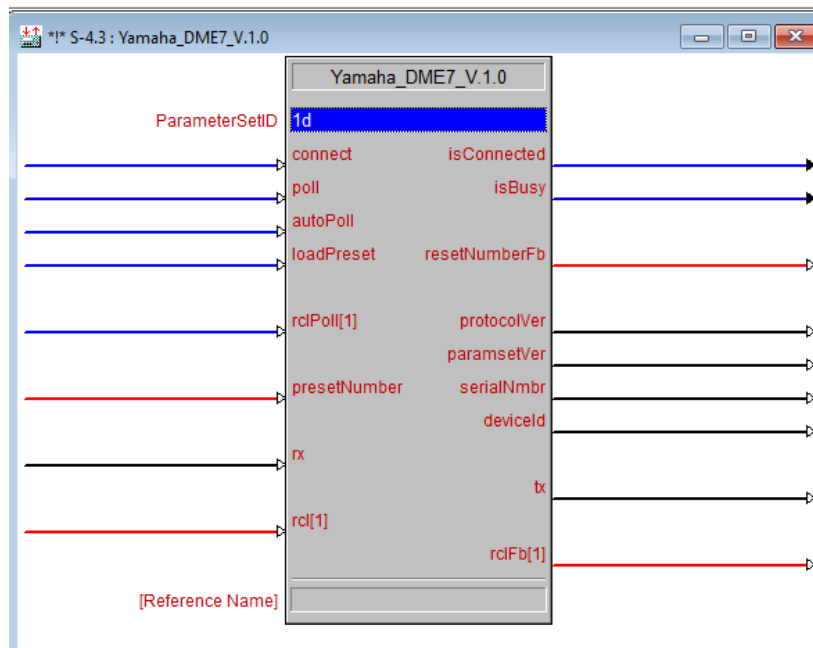 *!* S-4.3 : Yamaha_DME7_V.1.0
Yamaha_DME7_V.1.0
ParameterSetID 1d
connect isConnected
poll isBusy
autoPoll
loadPreset resetNumberFb
rclPoll[1] protocolVer
paramsetVer
presetNumber serialNmbr
deviceId
rx
tx
rcl[1]
rclFb[1]
[Reference Name]